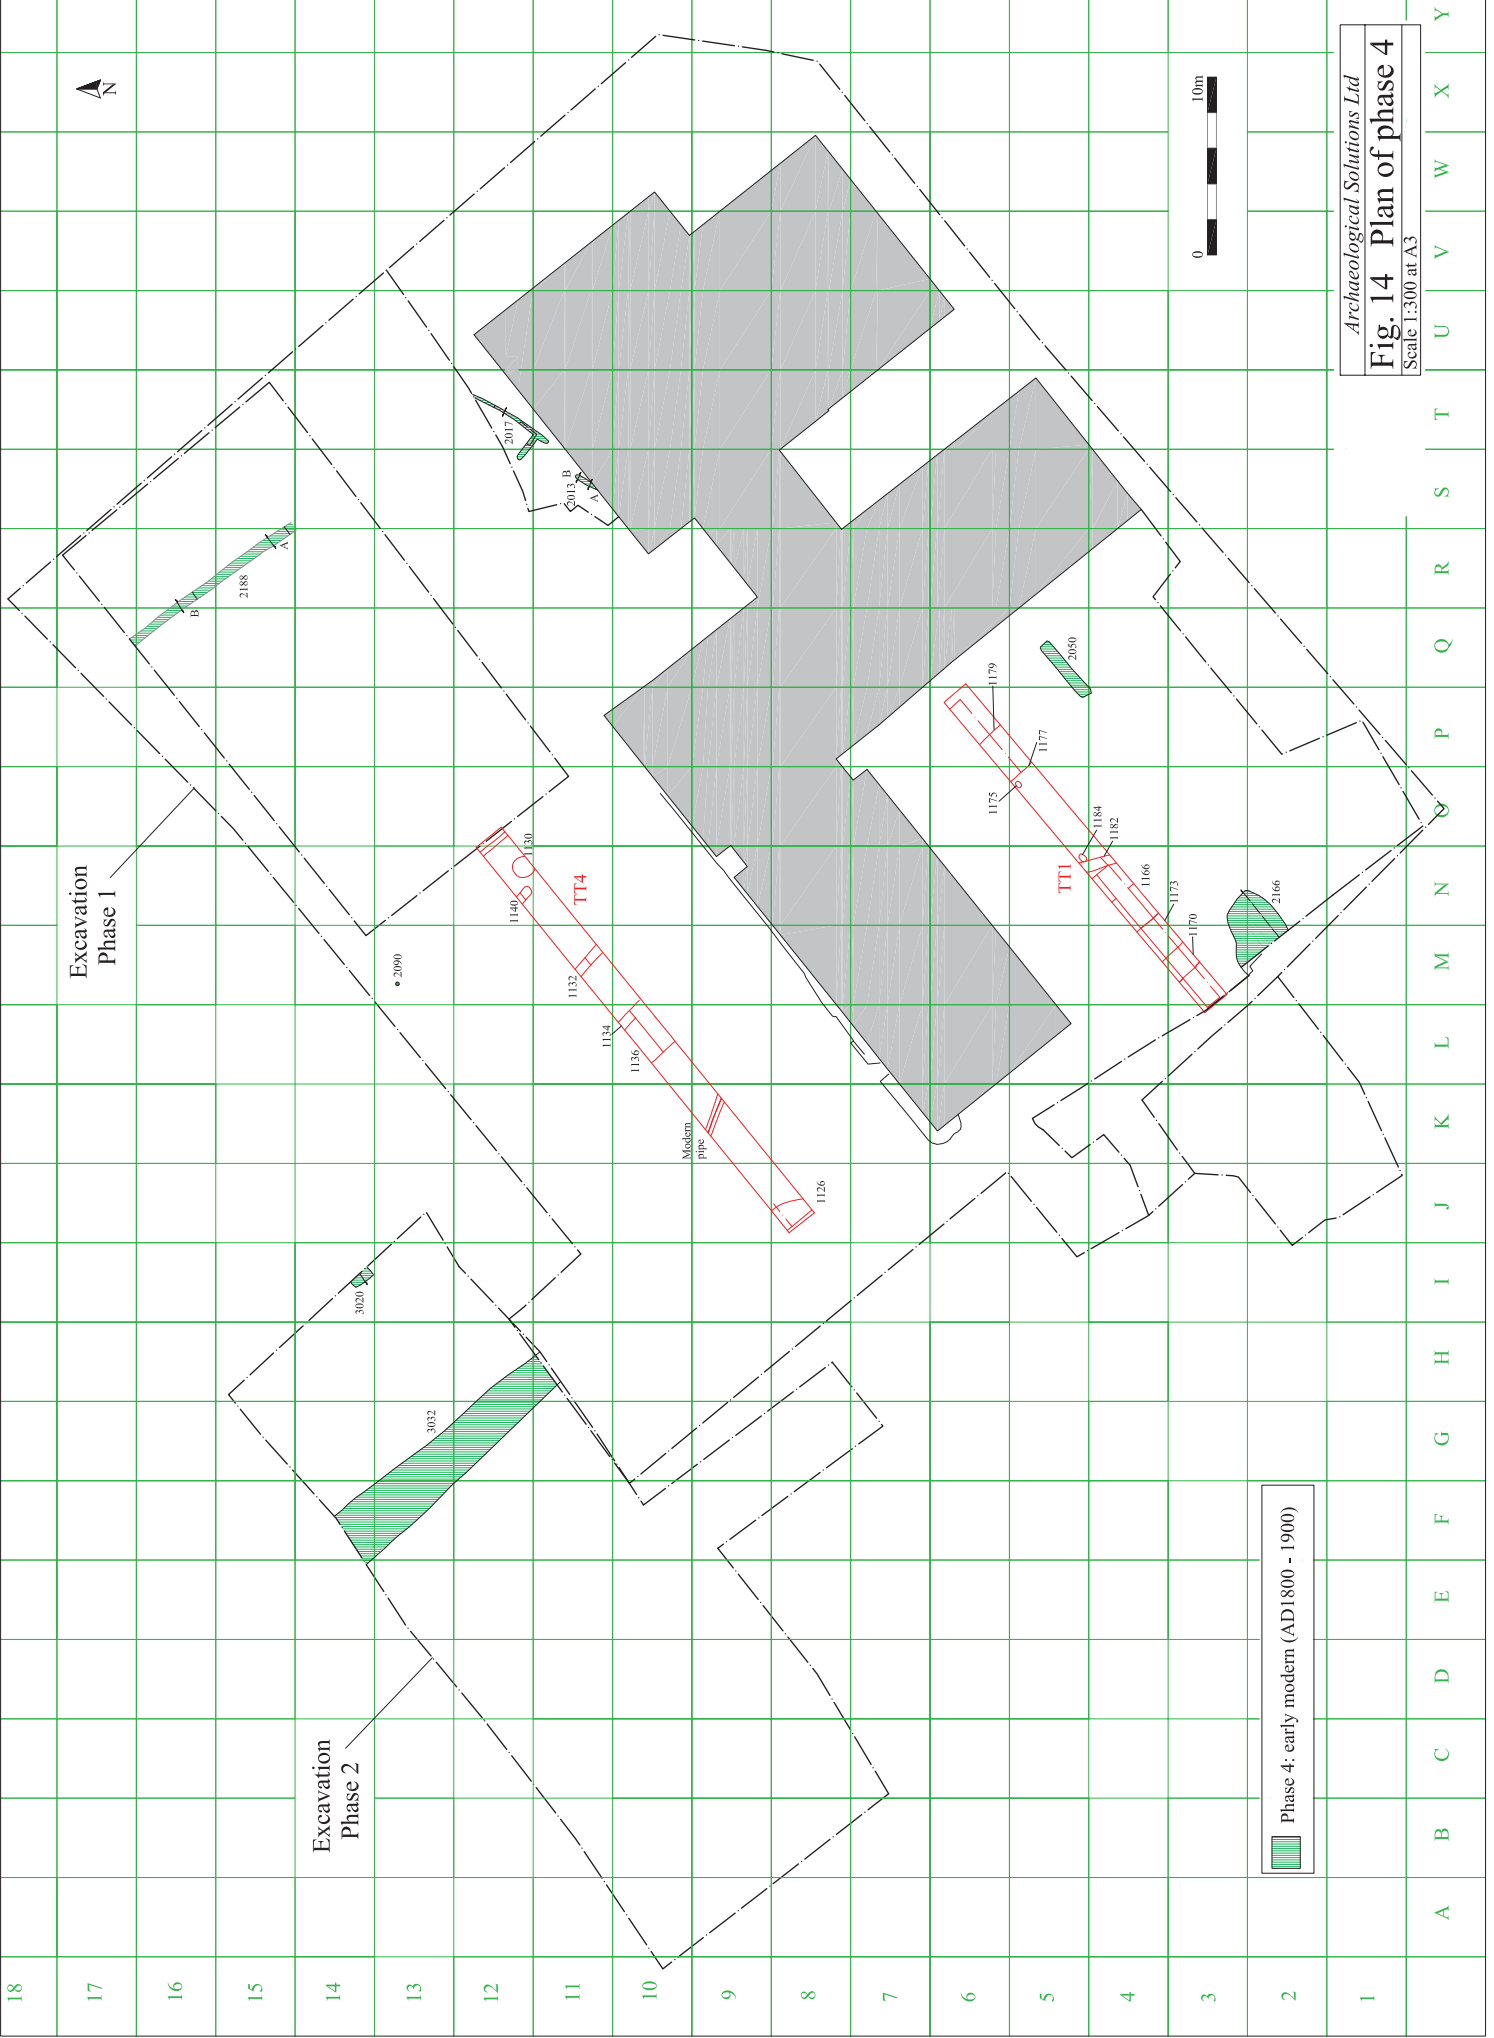 18
17
16
15
14
13
12
11
10
9
8
7
6
5
4
3
2
1
A
B
C
D
E
F
G
H
I
J
K
L
M
N
O
P
Q
R
S
T
U
V
W
X
Y
N
Excavation
Phase 1
Excavation
Phase 2
2188
A
B
2017
2013
A
B
2090
3020
3032
2050
2166
TT4
1130
1140
1132
1134
1136
Modern
pipe
1126
TT1
1179
1177
1175
1184
1182
1166
1173
1170
0
10m
Phase 4: early modern (AD1800 - 1900)
Archaeological Solutions Ltd
Fig. 14 Plan of phase 4
Scale 1:300 at A3